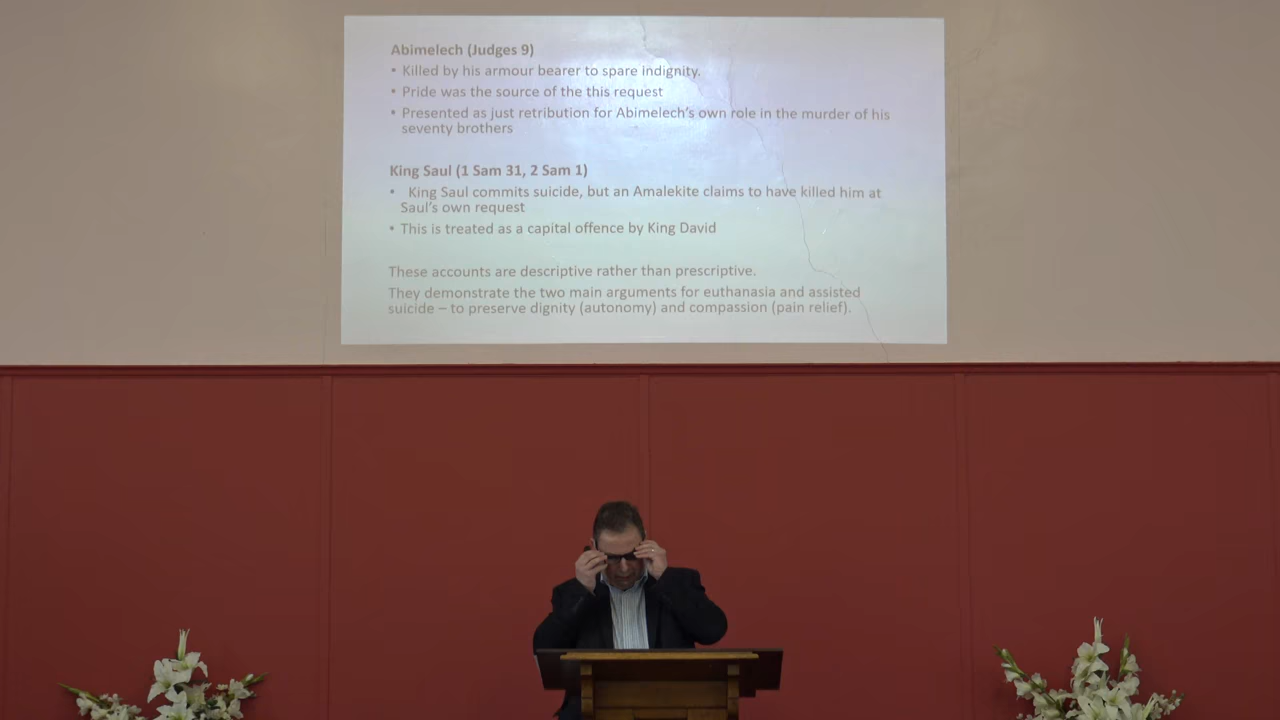 Abimelech (Judges 9)
• Killed by his armour bearer to spare indignity.
• Pride was the source of the this request
• Presented as just retribution for Abimelech's own role in the murder of his
seventy brothers
King Saul (1 Sam 31, 2 Sam 1)
• King Saul commits suicide, but an Amalekite claims to have killed him at
Saul's own request
• This is treated as a capital offence by King David
These accounts are descriptive rather than prescriptive.
They demonstrate the two main arguments for euthanasia and assisted
suicide – to preserve dignity (autonomy) and compassion (pain relief).